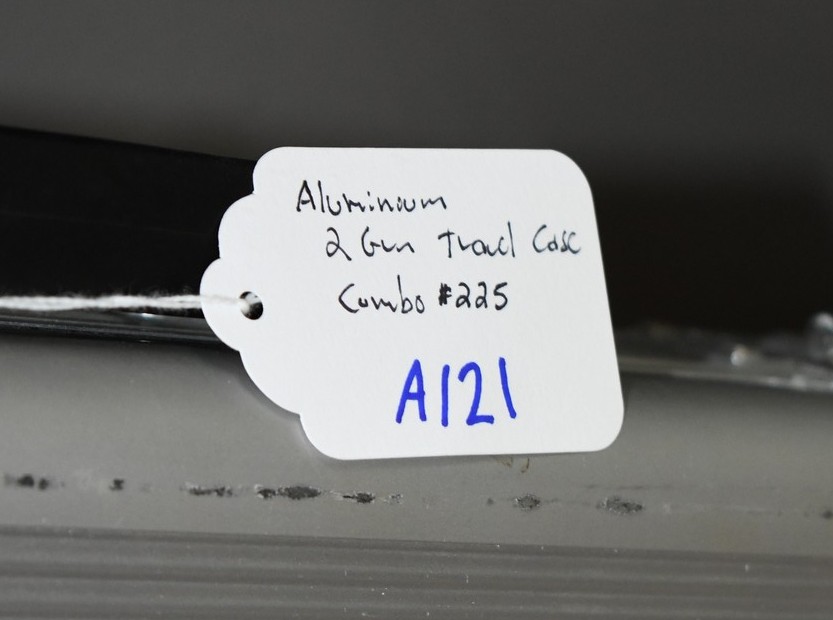 Aluminum
2 Gun Travel Case
Combo #225
A121